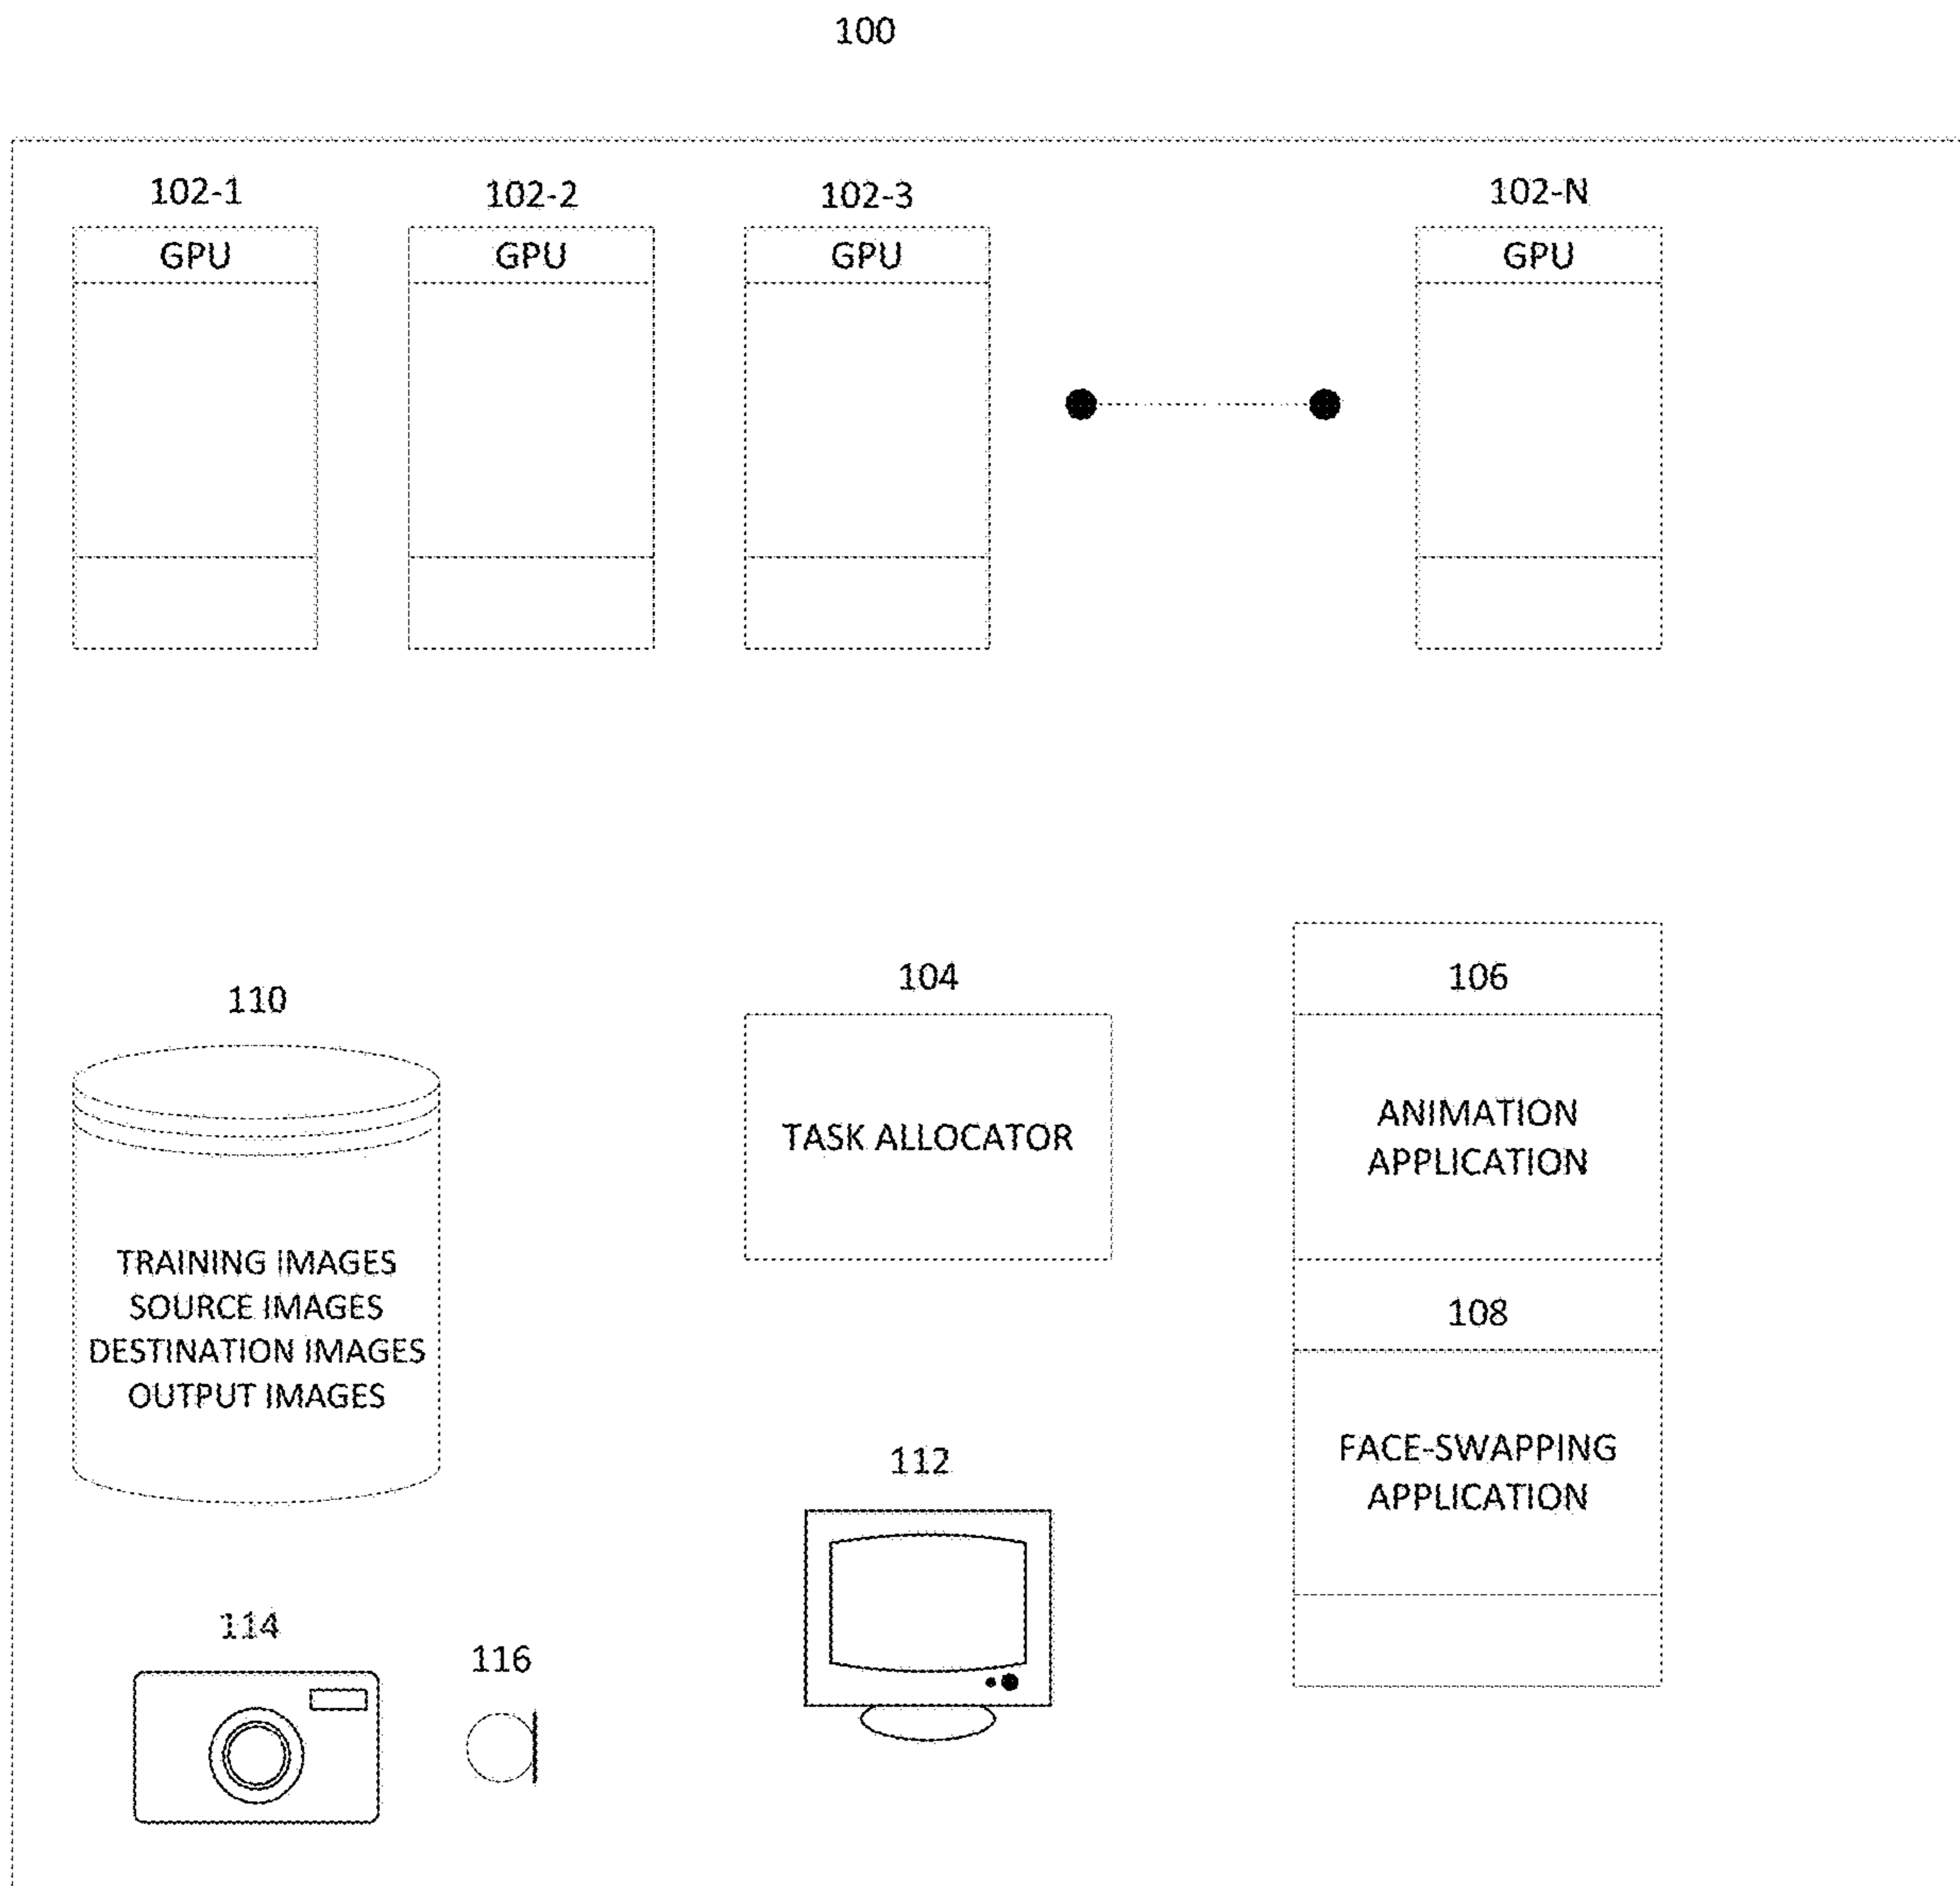 100
102-1
102-2
102-3
102-N
GPU
GPU
GPU
GPU
110
104
106
TRAINING IMAGES
SOURCE IMAGES
DESTINATION IMAGES
OUTPUT IMAGES
TASK ALLOCATOR
ANIMATION
APPLICATION
108
FACE-SWAPPING
APPLICATION
112
114
116